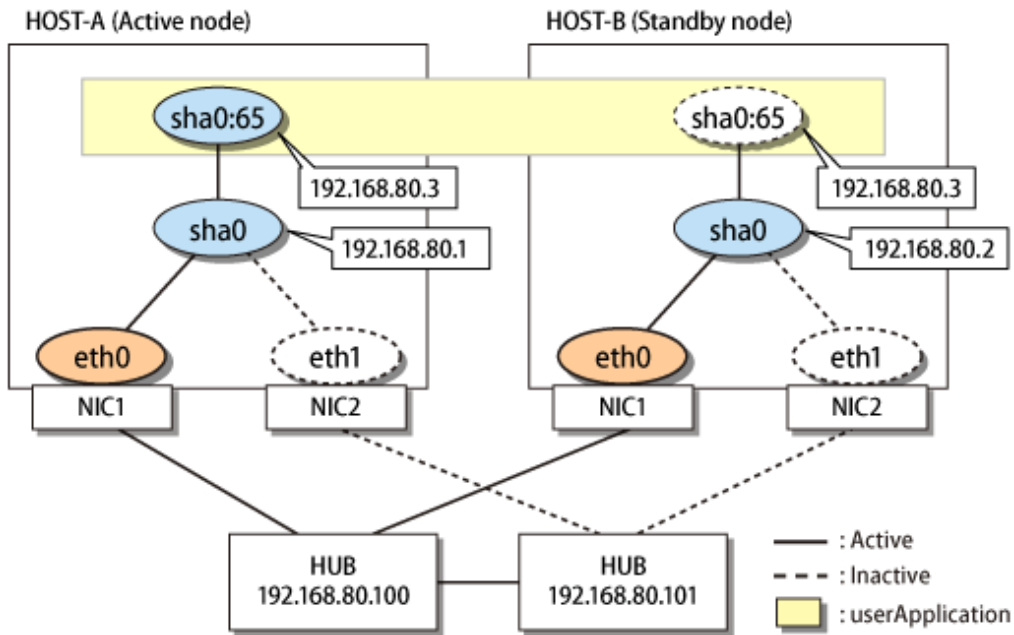 HOST-A (Active node)
HOST-B (Standby node)
sha0:65
sha0:65
192.168.80.3
192.168.80.3
sha0
sha0
192.168.80.1
192.168.80.2
eth0
eth1
eth0
eth1
NIC1
NIC2
NIC1
NIC2
HUB
192.168.80.100
HUB
192.168.80.101
: Active
: Inactive
: userApplication